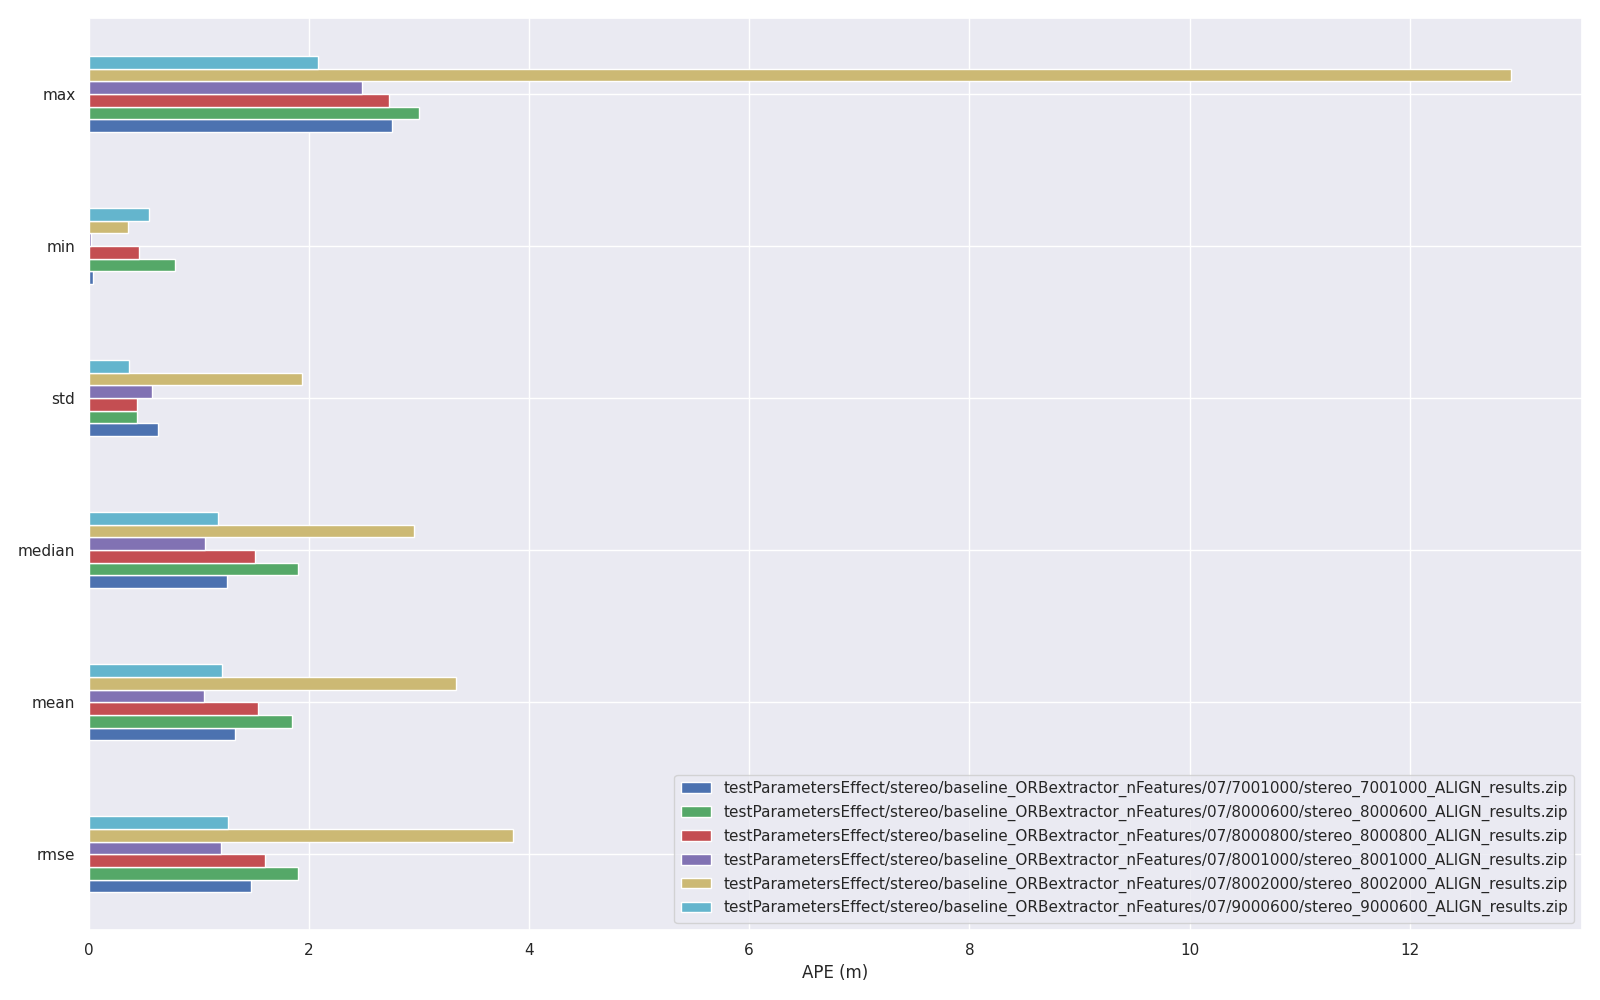 max
min
std
median
mean
rmse
testParametersEffect/stereo/baseline_ORBextractor_nFeatures/07/7001000/stereo_7001000_ALIGN_results.zip
testParametersEffect/stereo/baseline_ORBextractor_nFeatures/07/8000600/stereo_8000600_ALIGN_results.zip
testParametersEffect/stereo/baseline_ORBextractor_nFeatures/07/8000800/stereo_8000800_ALIGN_results.zip
testParametersEffect/stereo/baseline_ORBextractor_nFeatures/07/8001000/stereo_8001000_ALIGN_results.zip
testParametersEffect/stereo/baseline_ORBextractor_nFeatures/07/8002000/stereo_8002000_ALIGN_results.zip
testParametersEffect/stereo/baseline_ORBextractor_nFeatures/07/9000600/stereo_9000600_ALIGN_results.zip
0 2 4 6 8 10 12
APE (m)